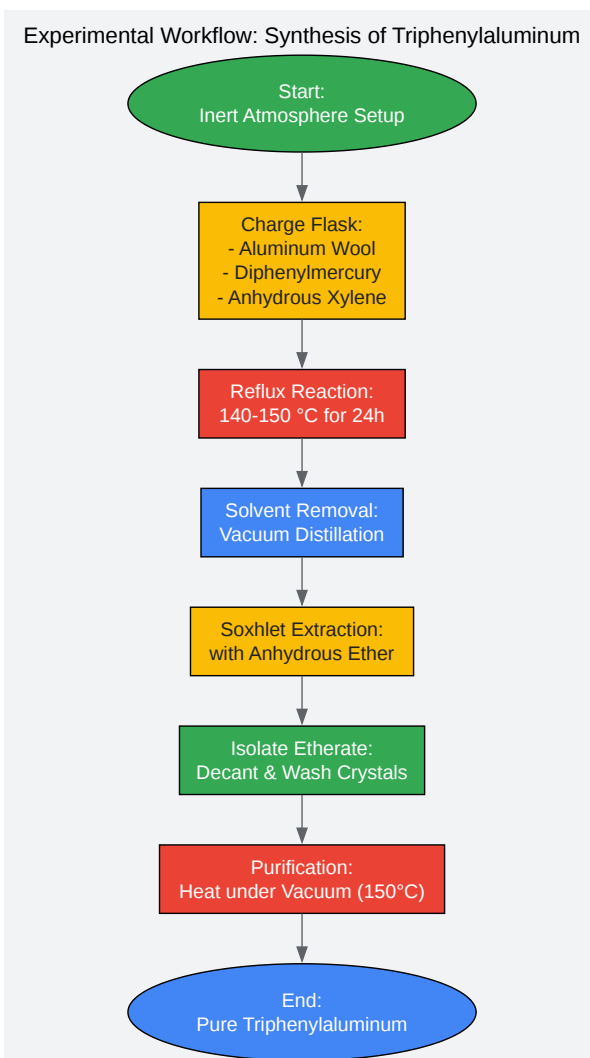 Experimental Workflow: Synthesis of Triphenylaluminum
Start:
Inert Atmosphere Setup
Charge Flask:
- Aluminum Wool
- Diphenylmercury
- Anhydrous Xylene
Reflux Reaction:
140-150 °C for 24h
Solvent Removal:
Vacuum Distillation
Soxhlet Extraction:
with Anhydrous Ether
Isolate Etherate:
Decant & Wash Crystals
Purification:
Heat under Vacuum (150°C)
End:
Pure Triphenylaluminum